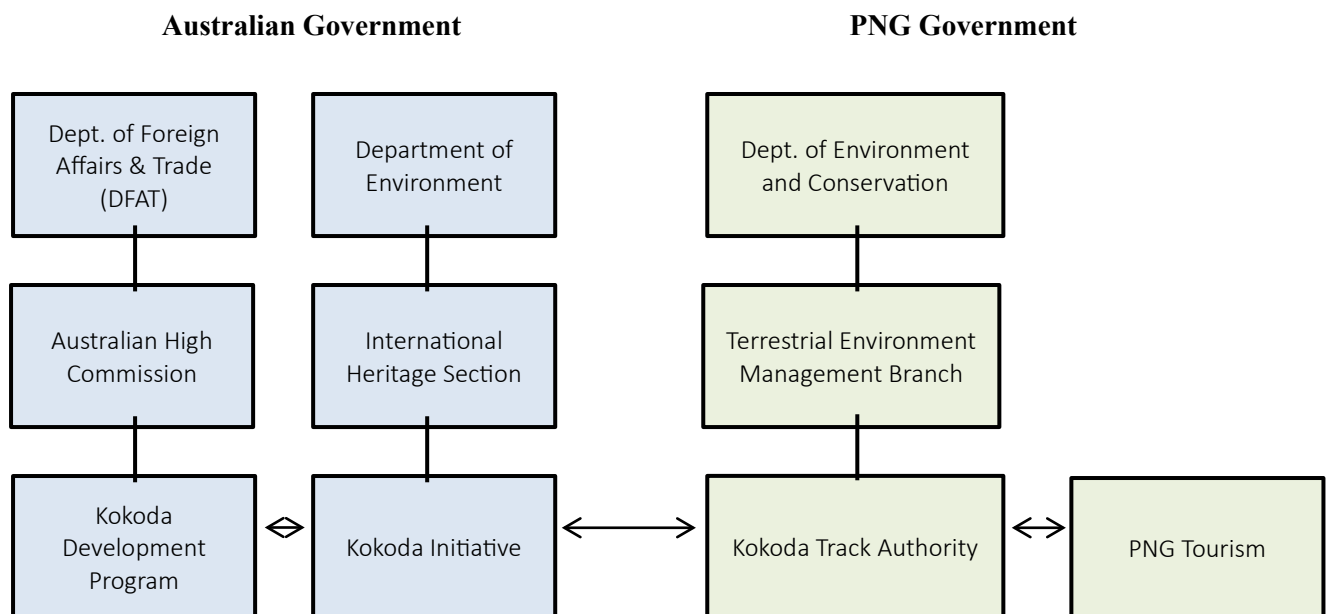 Australian Government
PNG Government
Dept. of Foreign
Affairs & Trade
(DFAT)
Department of
Environment
Dept. of Environment
and Conservation
Australian High
Commission
International
Heritage Section
Terrestrial Environment
Management Branch
Kokoda
Development
Program
Kokoda Initiative
Kokoda Track Authority
PNG Tourism